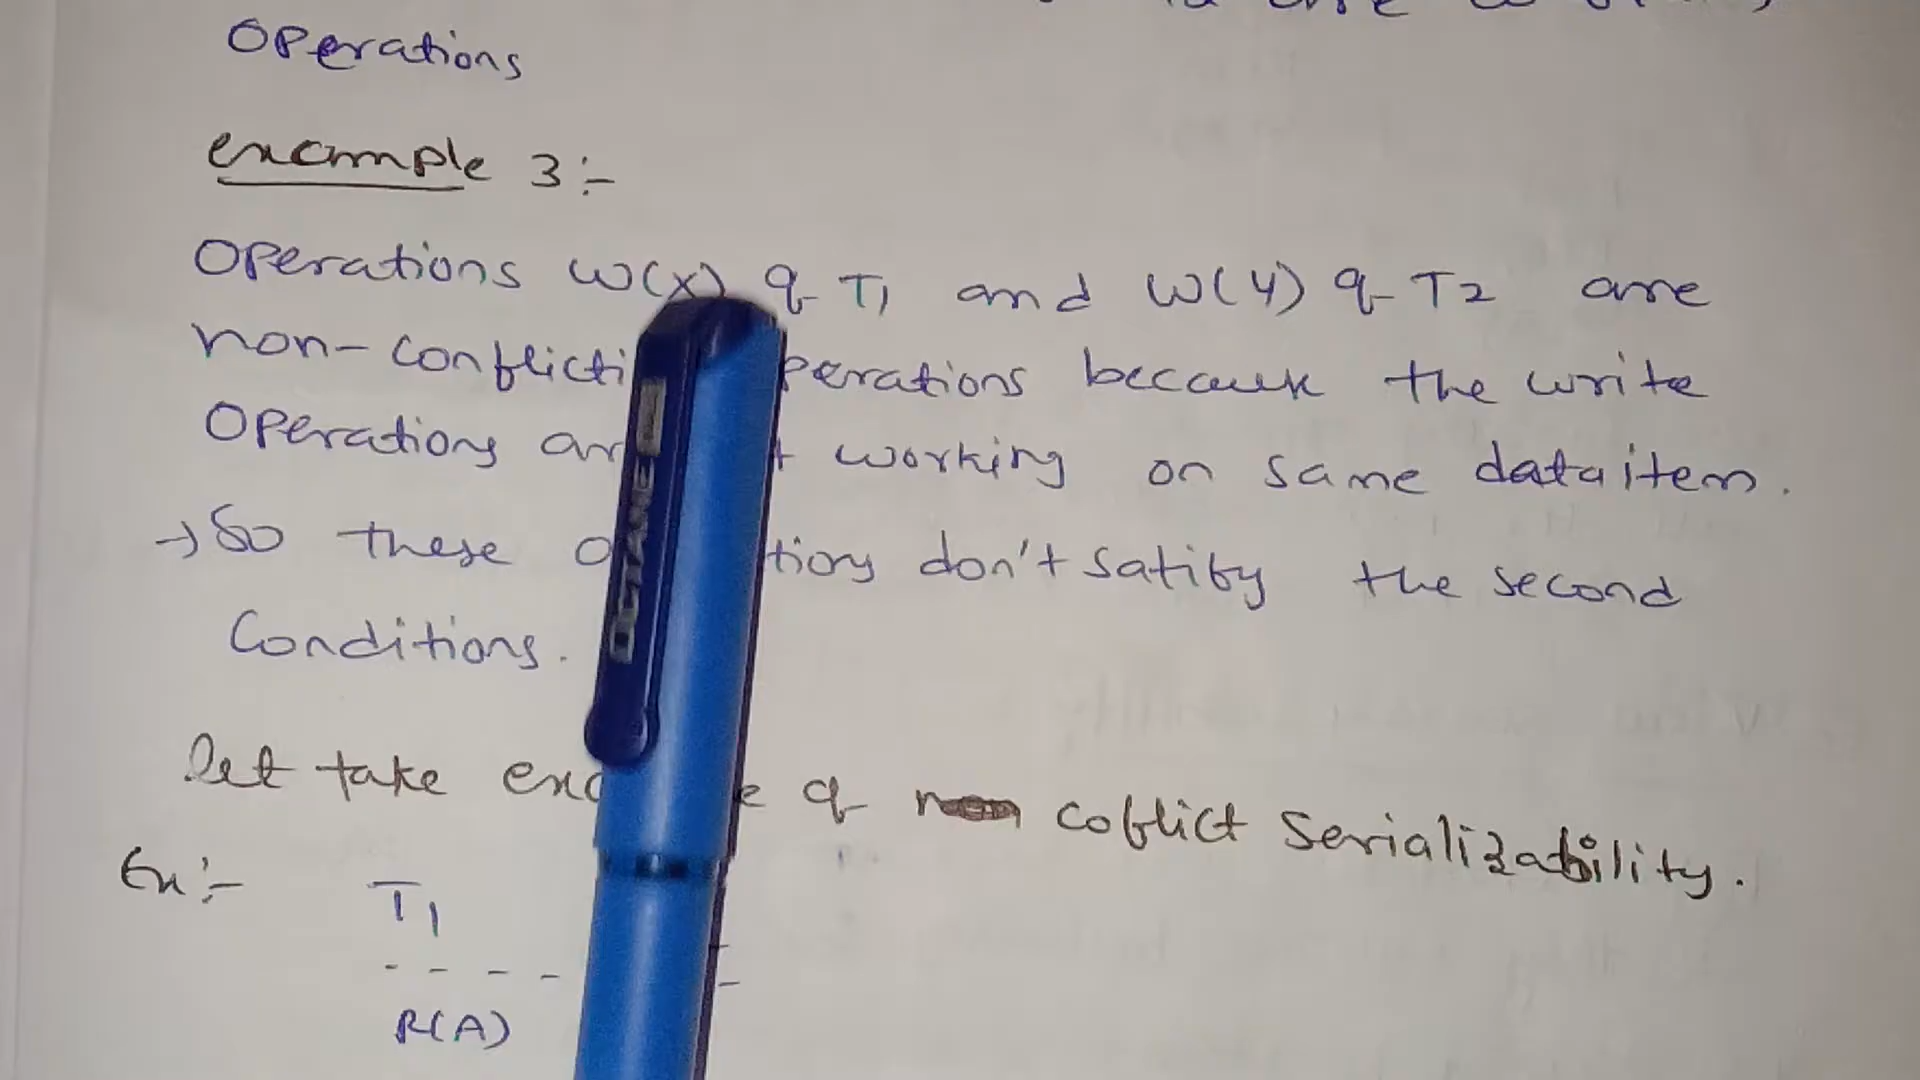 Operations
example 3:-
Operations W(X) of T1 and W(Y) of T2 are
non-conflicti perations because the write
Operations ar t working on same dataitem.
→ So these o tions don't satify the second
Conditions.
let take exa e of coflict Serializability.
Ex:- T1
R(A)
OCTANE